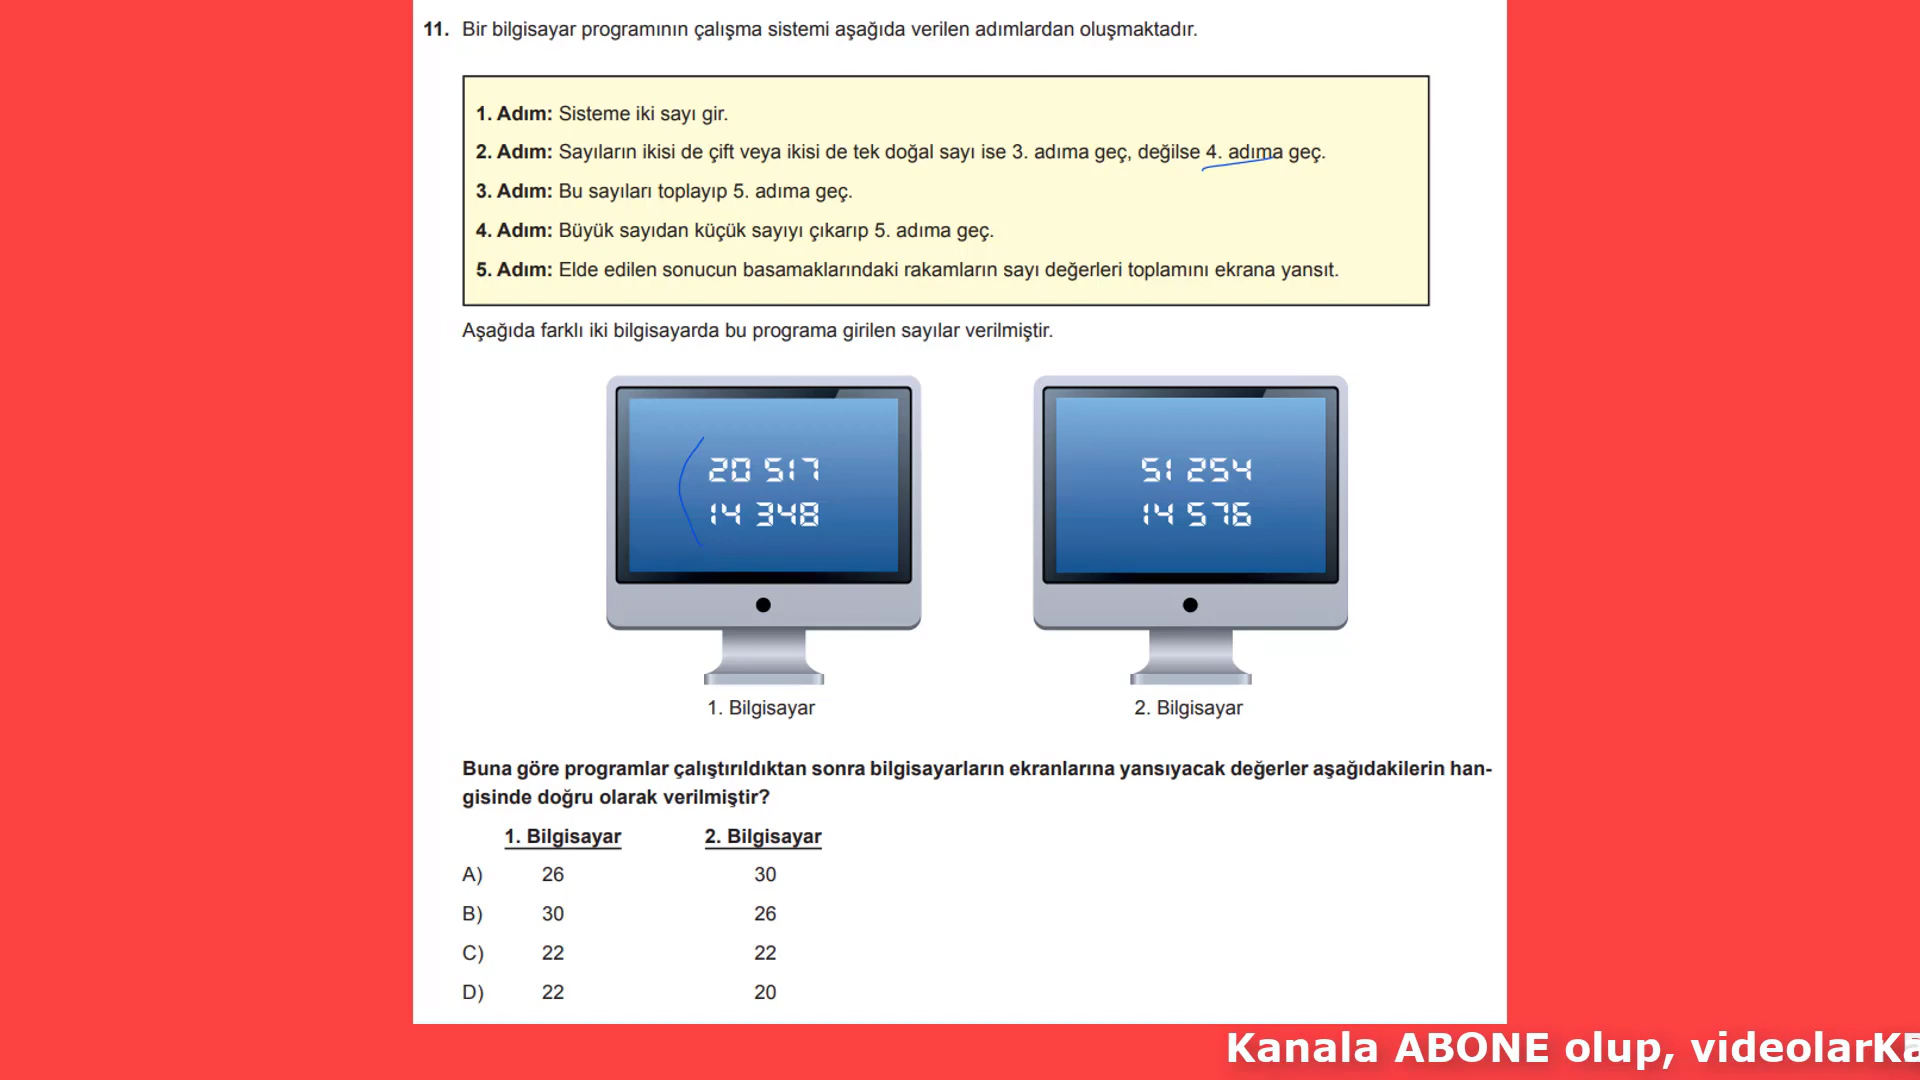 11. Bir bilgisayar programının çalışma sistemi aşağıda verilen adımlardan oluşmaktadır.
1. Adım: Sisteme iki sayı gir.
2. Adım: Sayıların ikisi de çift veya ikisi de tek doğal sayı ise 3. adıma geç, değilse 4. adıma geç.
3. Adım: Bu sayıları toplayıp 5. adıma geç.
4. Adım: Büyük sayıdan küçük sayıyı çıkarıp 5. adıma geç.
5. Adım: Elde edilen sonucun basamaklarındaki rakamların sayı değerleri toplamını ekrana yansıt.
Aşağıda farklı iki bilgisayarda bu programa girilen sayılar verilmiştir.
20 517
14 348
51 254
14 576
1. Bilgisayar
2. Bilgisayar
Buna göre programlar çalıştırıldıktan sonra bilgisayarların ekranlarına yansıyacak değerler aşağıdakilerin han-
gisinde doğru olarak verilmiştir?
1. Bilgisayar 2. Bilgisayar
A) 26 30
B) 30 26
C) 22 22
D) 22 20
Kanala ABONE olup, videolar